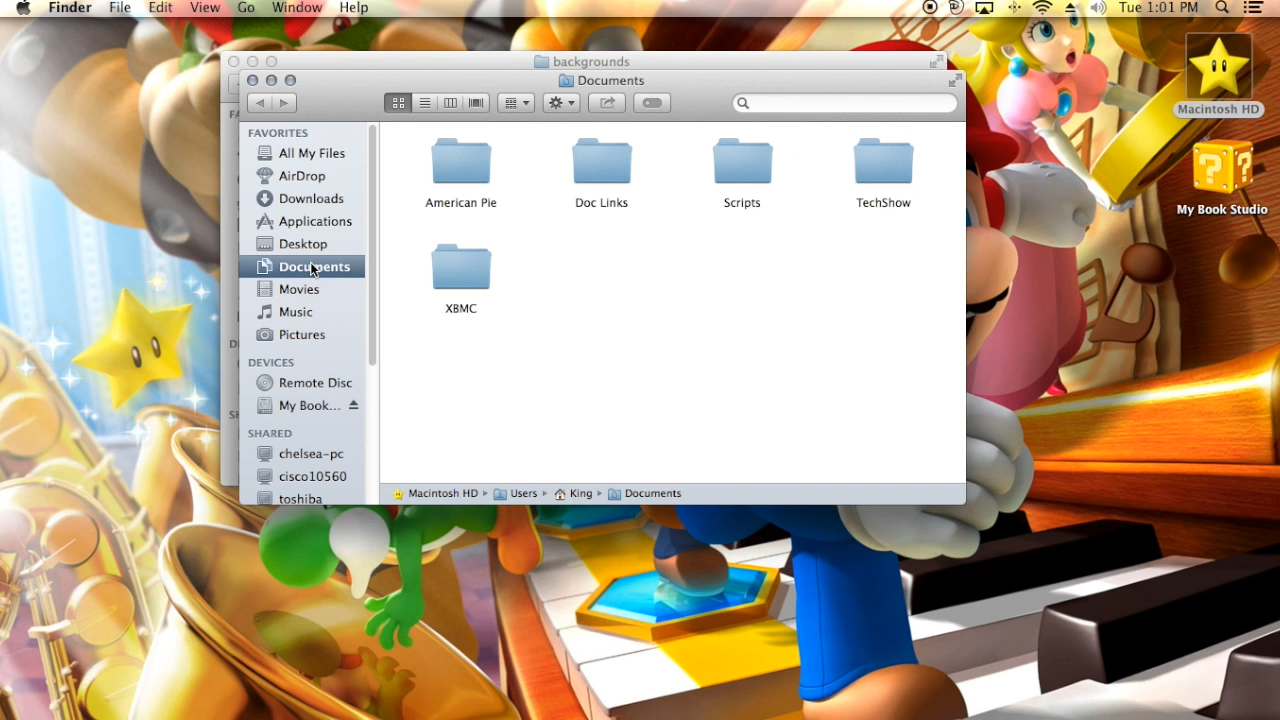 Finder File Edit View Go Window Help Tue 1:01 PM
backgrounds
Documents
FAVORITES
All My Files
AirDrop
Downloads
Applications
Desktop
Documents
Movies
Music
Pictures
DEVICES
Remote Disc
My Book...
SHARED
chelsea-pc
cisco10560
toshiba
American Pie Doc Links Scripts TechShow
XBMC
Macintosh HD Users King Documents
Macintosh HD
My Book Studio